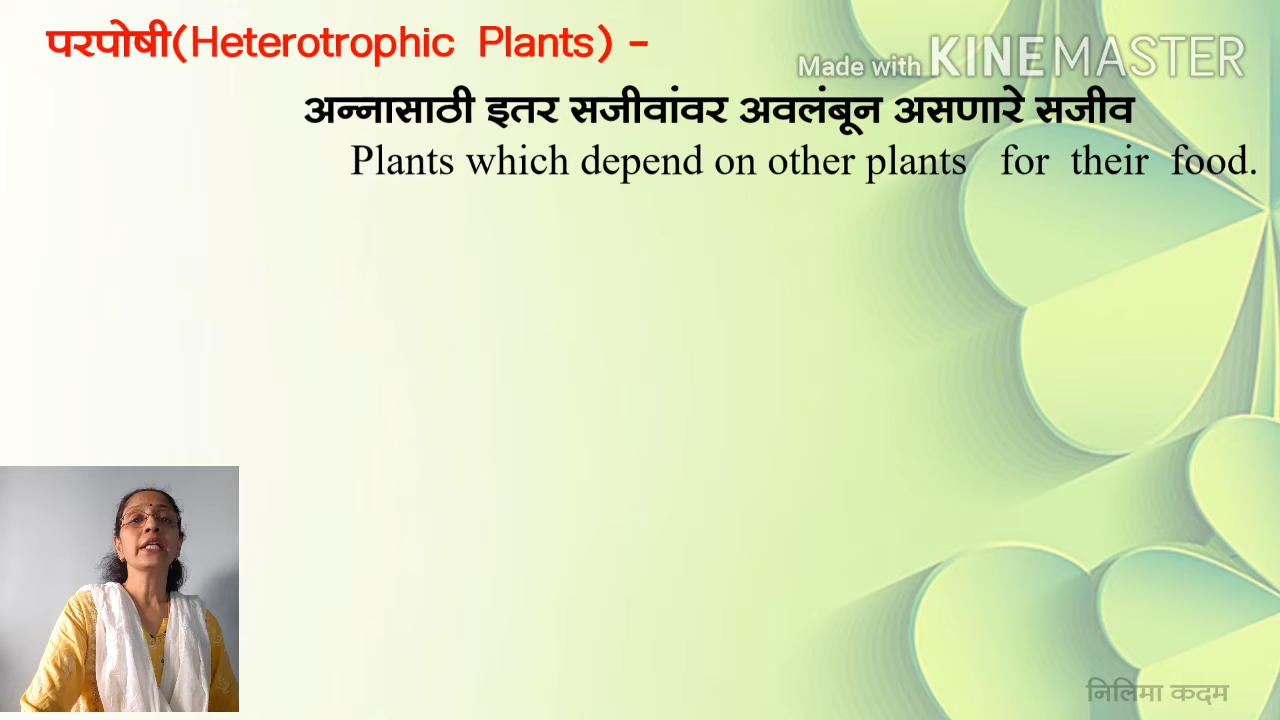 परपोषी(Heterotrophic Plants) -
Made with KINEMASTER
अन्नासाठी इतर सजीवांवर अवलंबून असणारे सजीव
Plants which depend on other plants for their food.
निलिमा कदम